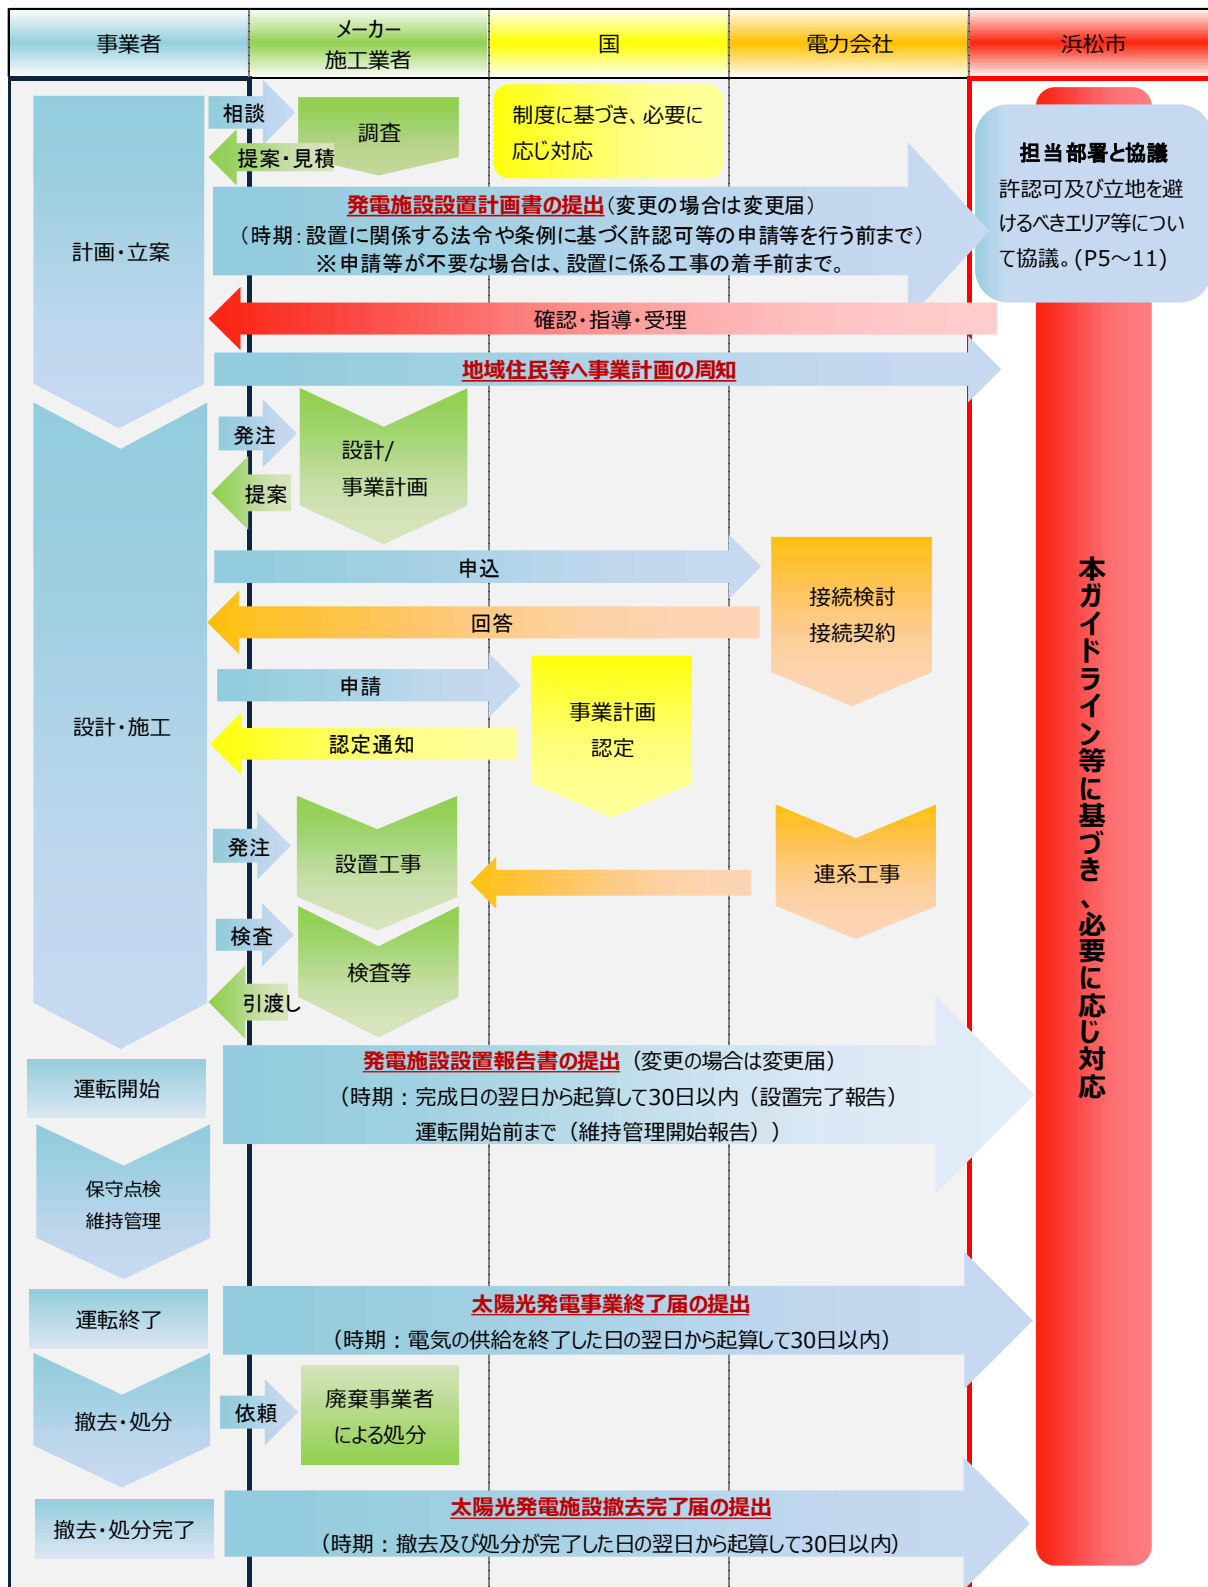 事業者
メーカー
施工業者
国
電力会社
浜松市
計画・立案
相談
提案・見積
調査
制度に基づき、必要に
応じ対応
担当部署と協議
許認可及び立地を避
けるべきエリア等につい
て協議。(P5～11)
発電施設設置計画書の提出(変更の場合は変更届)
（時期：設置に関係する法令や条例に基づく許認可等の申請等を行う前まで）
※申請等が不要な場合は、設置に係る工事の着手前まで。
確認・指導・受理
地域住民等へ事業計画の周知
設計・施工
発注
提案
設計/
事業計画
申込
回答
接続検討
接続契約
申請
認定通知
事業計画
認定
発注
設置工事
連系工事
検査
引渡し
検査等
本ガイドライン等に基づき、必要に応じ対応
運転開始
発電施設設置報告書の提出（変更の場合は変更届）
（時期：完成日の翌日から起算して30日以内（設置完了報告）
運転開始前まで（維持管理開始報告））
保守点検
維持管理
運転終了
太陽光発電事業終了届の提出
（時期：電気の供給を終了した日の翌日から起算して30日以内）
撤去・処分
依頼
廃棄事業者
による処分
撤去・処分完了
太陽光発電施設撤去完了届の提出
（時期：撤去及び処分が完了した日の翌日から起算して30日以内）